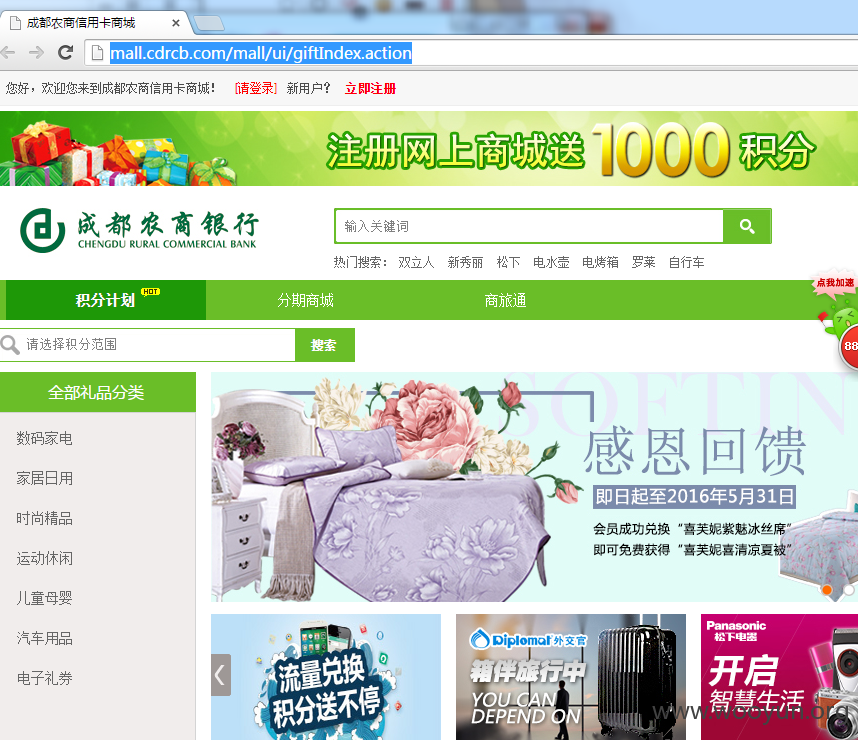 成都农商信用卡商城
mall.cdrcb.com/mall/ui/giftIndex.action
您好，欢迎您来到成都农商信用卡商城！ [请登录] 新用户？ 立即注册
注册网上商城送1000积分
成都农商银行
CHENGDU RURAL COMMERCIAL BANK
输入关键词
热门搜索： 双立人 新秀丽 松下 电水壶 电烤箱 罗莱 自行车
点我加速
积分计划 HOT 分期商城 商旅通
88
请选择积分范围 搜索
全部礼品分类
数码家电
家居日用
时尚精品
运动休闲
儿童母婴
汽车用品
电子礼券
SOFTIN
感恩回馈
即日起至2016年5月31日
会员成功兑换“喜芙妮紫魅冰丝席”
即可免费获得“喜芙妮喜清凉夏被”
流量兑换
积分送不停
Diplomat 外交官
箱伴旅行中
YOU CAN
DEPEND ON
Panasonic
松下电器
开启
智慧生活
www.wooyun.org